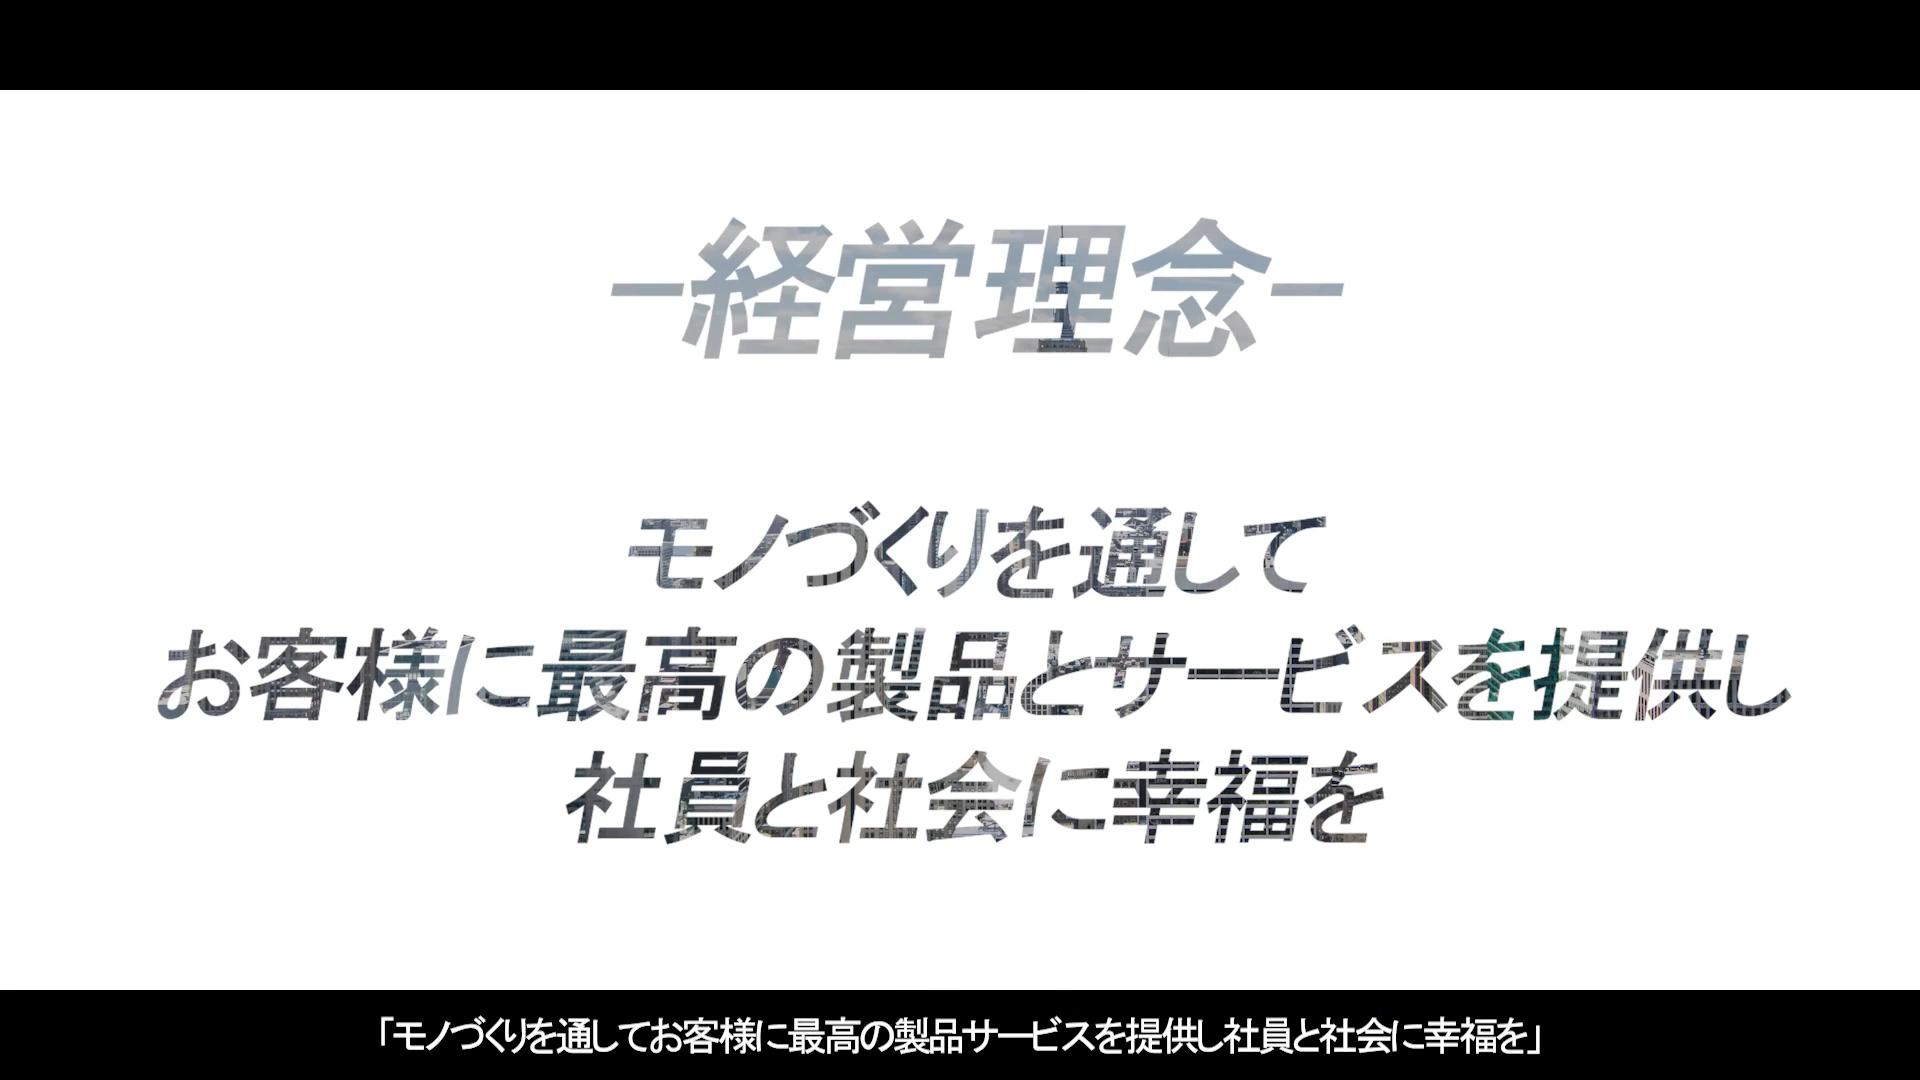 －経営理念－
モノづくりを通して
お客様に最高の製品とサービスを提供し
社員と社会に幸福を
「モノづくりを通してお客様に最高の製品サービスを提供し社員と社会に幸福を」